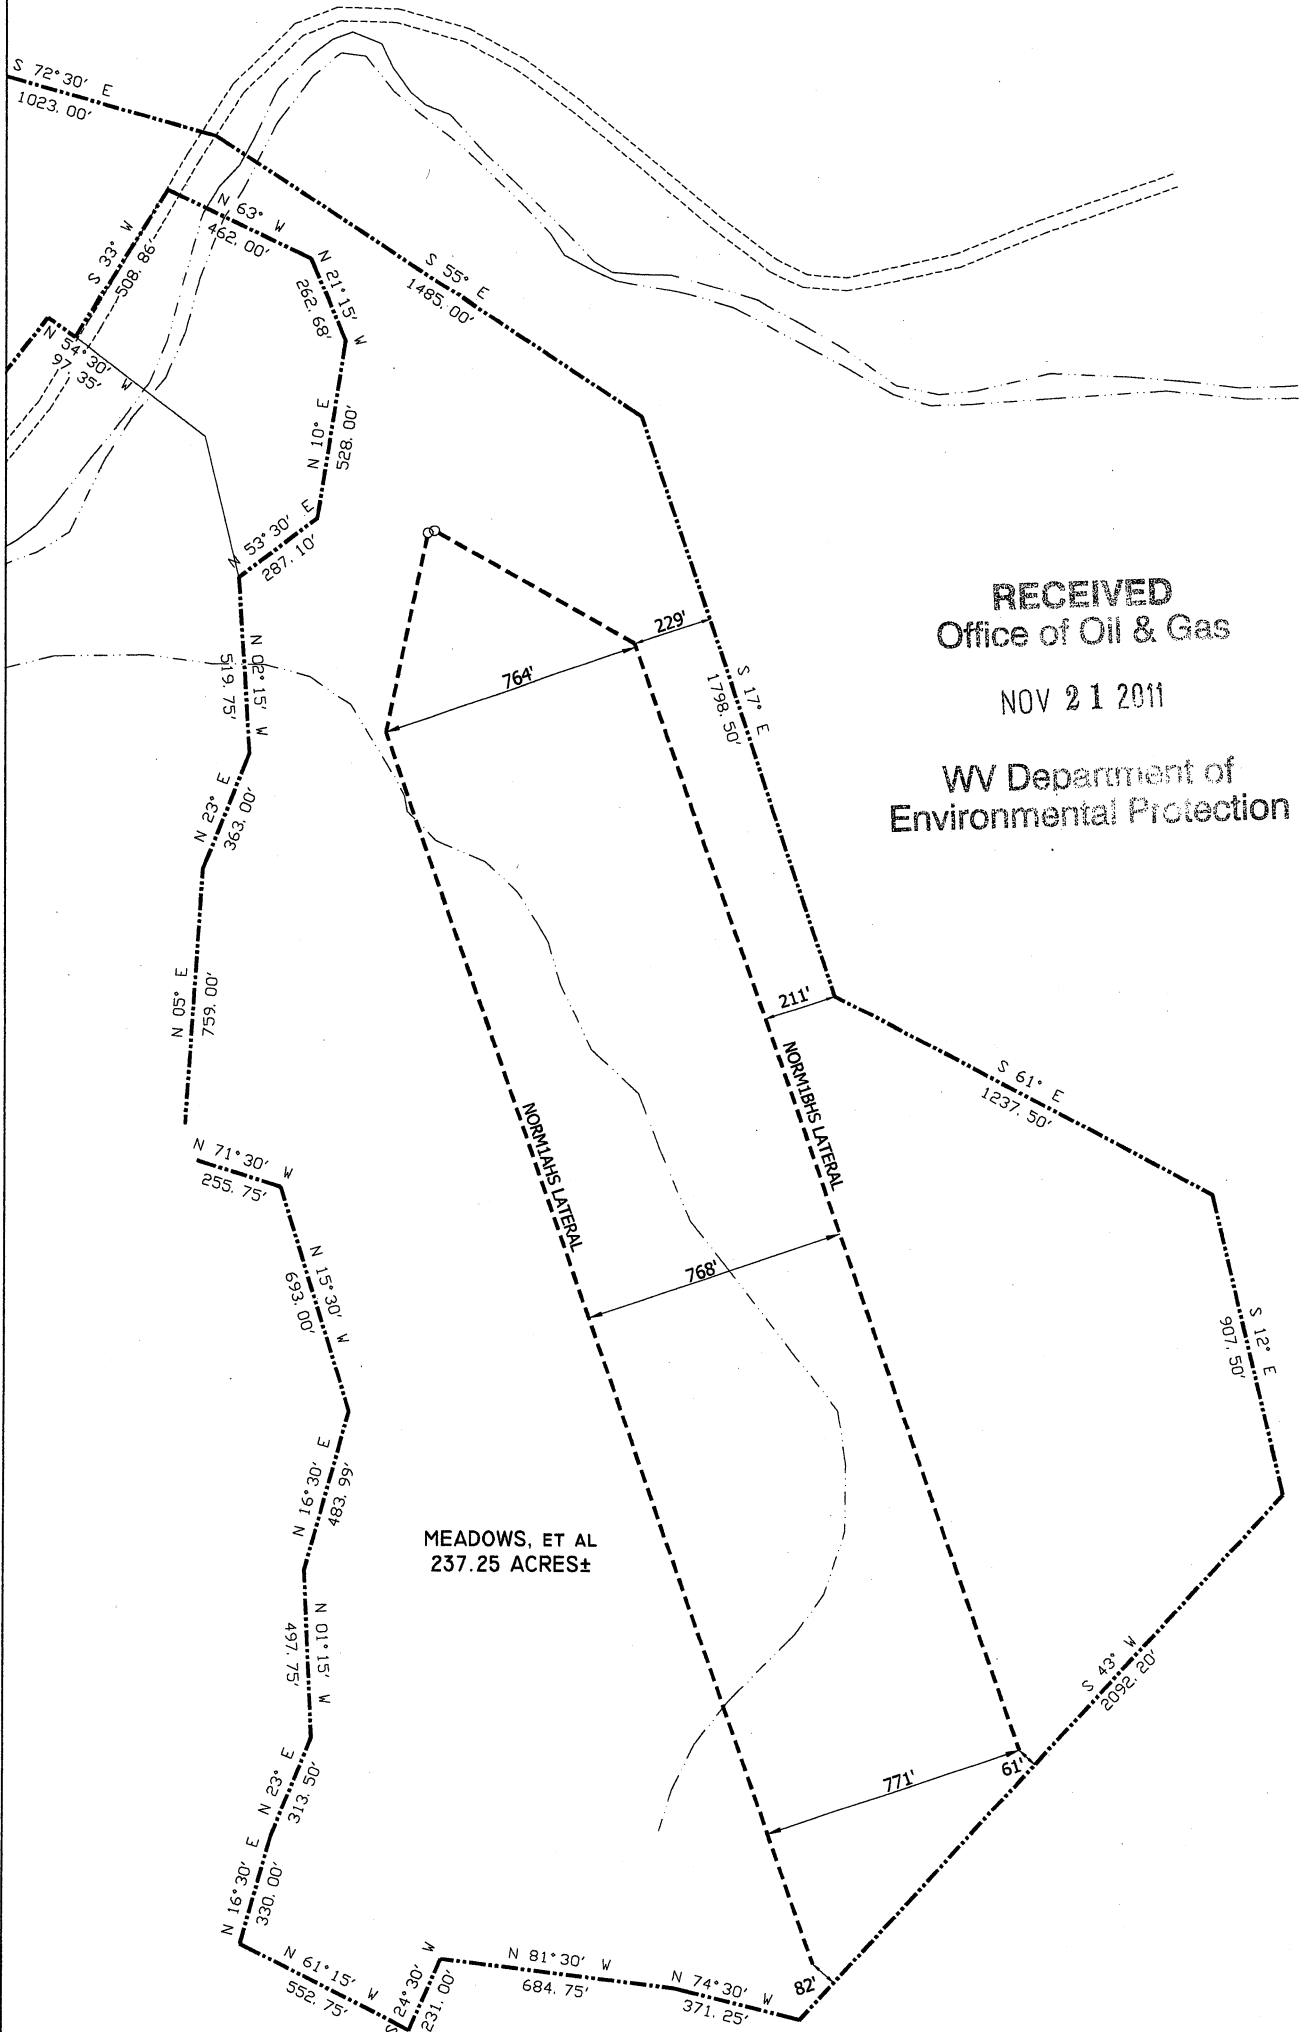 S 72°30' E
1023.00'
N 63° W
462.00'
S 33° W
508.86'
N 21°15' W
262.68'
S 55° E
1485.00'
N 54°30' W
97.35'
N 10° E
528.00'
N 53°30' E
287.10'
RECEIVED
Office of Oil & Gas
NOV 21 2011
WV Department of
Environmental Protection
229'
764'
N 02°15' W
519.75'
S 17° E
1798.50'
N 23° E
363.00'
N 05° E
759.00'
211'
NORM1AHS LATERAL
NORM1BHS LATERAL
S 61° E
1237.50'
N 71°30' W
255.75'
N 15°30' W
693.00'
768'
S 12° E
907.50'
N 16°30' E
483.99'
MEADOWS, ET AL
237.25 ACRES±
N 01°15' W
497.75'
S 43° W
2092.20'
N 23° E
313.50'
771'
61'
N 16°30' E
330.00'
N 61°15' W
552.75'
S 24°30' W
231.00'
N 81°30' W
684.75'
N 74°30' W
371.25'
82'